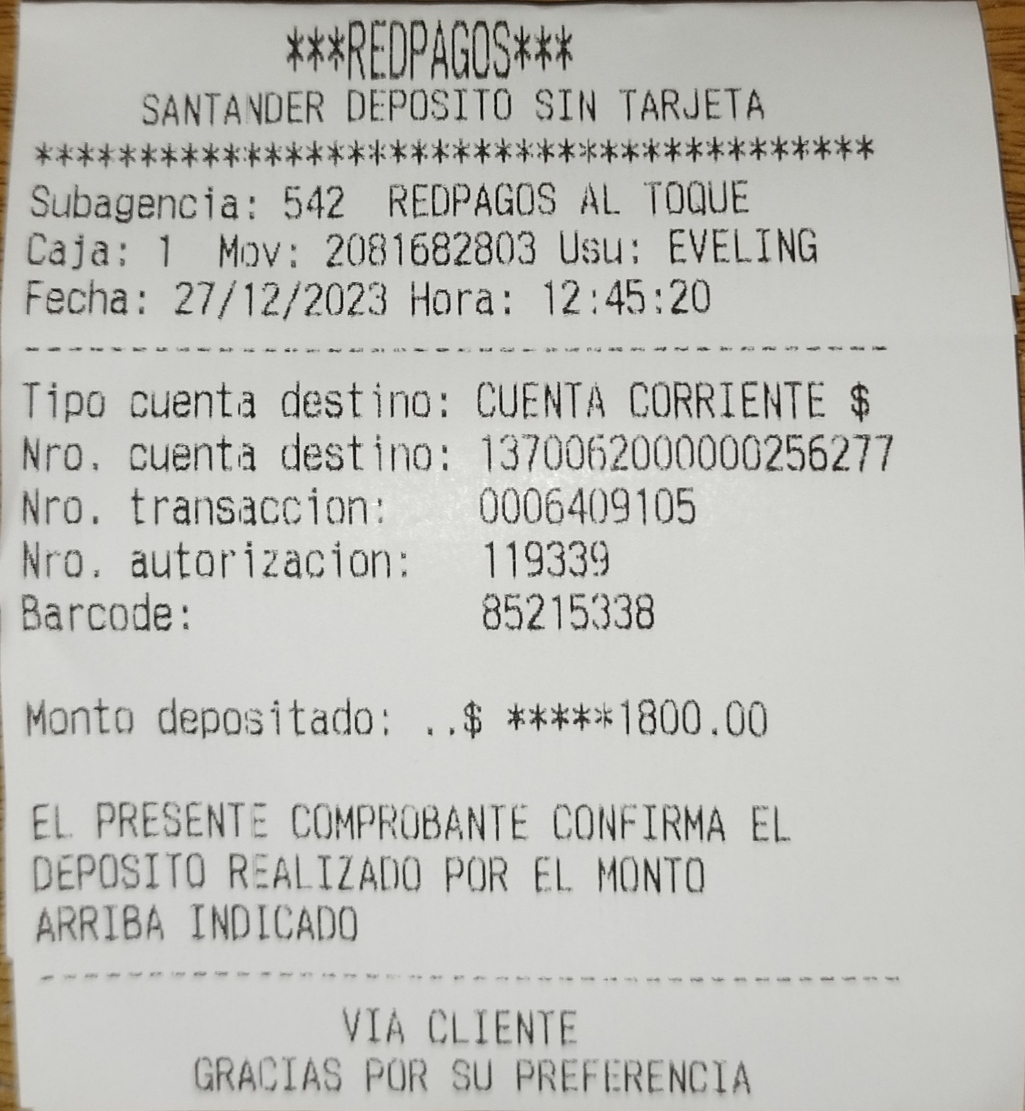 ***REDPAGOS***
SANTANDER DEPOSITO SIN TARJETA
****************************************
Subagencia: 542  REDPAGOS AL TOQUE
Caja: 1  Mov: 2081682803 Usu: EVELING
Fecha: 27/12/2023 Hora: 12:45:20
----------------------------------------
Tipo cuenta destino: CUENTA CORRIENTE $
Nro. cuenta destino: 1370062000000256277
Nro. transaccion:    0006409105
Nro. autorizacion:   119339
Barcode:             85215338
Monto depositado: ..$ *****1800.00
EL PRESENTE COMPROBANTE CONFIRMA EL
DEPOSITO REALIZADO POR EL MONTO
ARRIBA INDICADO
----------------------------------------
VIA CLIENTE
GRACIAS POR SU PREFERENCIA